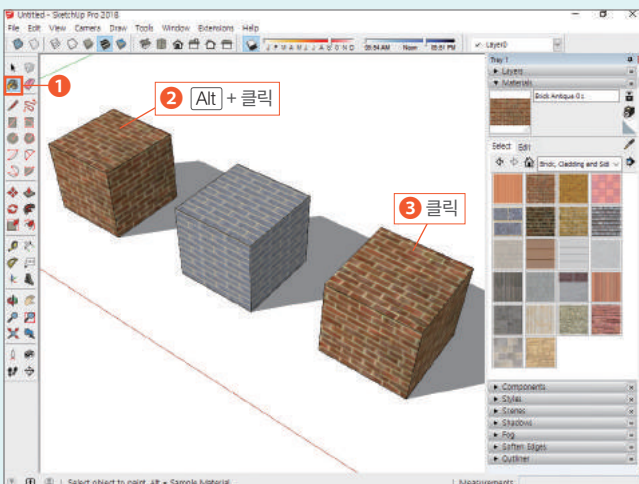 Untitled - SketchUp Pro 2018
File Edit View Camera Draw Tools Window Extensions Help
J F M A M J J A S O N D
Now
Layer0
Tray 1
Layers
Materials
Brick Antique 01
Select Edit
Brick, Cladding and Sidi
1
2 Alt + 클릭
3 클릭
Components
Styles
Scenes
Shadows
Fog
Soften Edges
Outliner
Select object to paint. Alt = Sample Material.
Measurements